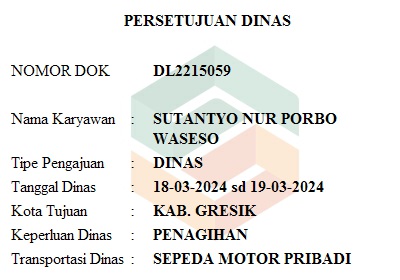 PERSETUJUAN DINAS
NOMOR DOK DL2215059
Nama Karyawan : SUTANTYO NUR PORBO
WASESO
Tipe Pengajuan : DINAS
Tanggal Dinas : 18-03-2024 sd 19-03-2024
Kota Tujuan : KAB. GRESIK
Keperluan Dinas : PENAGIHAN
Transportasi Dinas : SEPEDA MOTOR PRIBADI